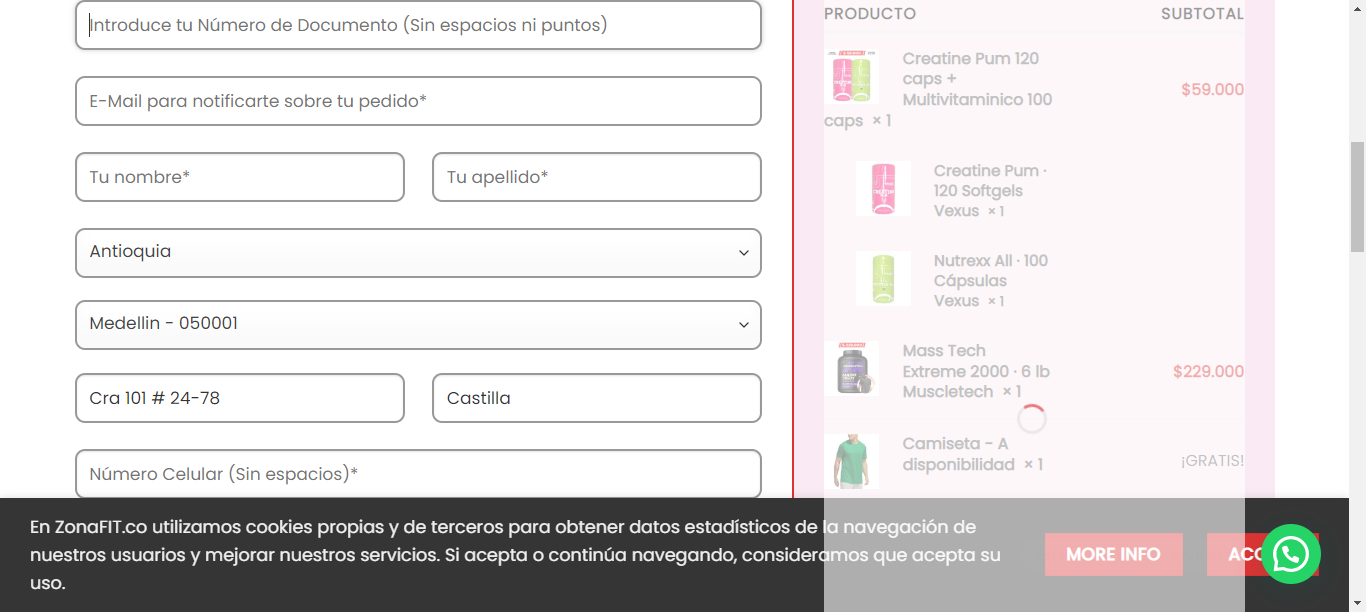 Introduce tu Número de Documento (Sin espacios ni puntos)
E-Mail para notificarte sobre tu pedido*
Tu nombre*
Tu apellido*
Antioquia
Medellin - 050001
Cra 101 # 24-78
Castilla
Número Celular (Sin espacios)*
PRODUCTO
SUBTOTAL
Creatine Pum 120
caps +
Multivitaminico 100
caps × 1
$59.000
Creatine Pum ·
120 Softgels
Vexus × 1
Nutrexx All · 100
Cápsulas
Vexus × 1
Mass Tech
Extreme 2000 · 6 lb
Muscletech × 1
$229.000
Camiseta - A
disponibilidad × 1
¡GRATIS!
En ZonaFIT.co utilizamos cookies propias y de terceros para obtener datos estadísticos de la navegación de
nuestros usuarios y mejorar nuestros servicios. Si acepta o continúa navegando, consideramos que acepta su
uso.
MORE INFO